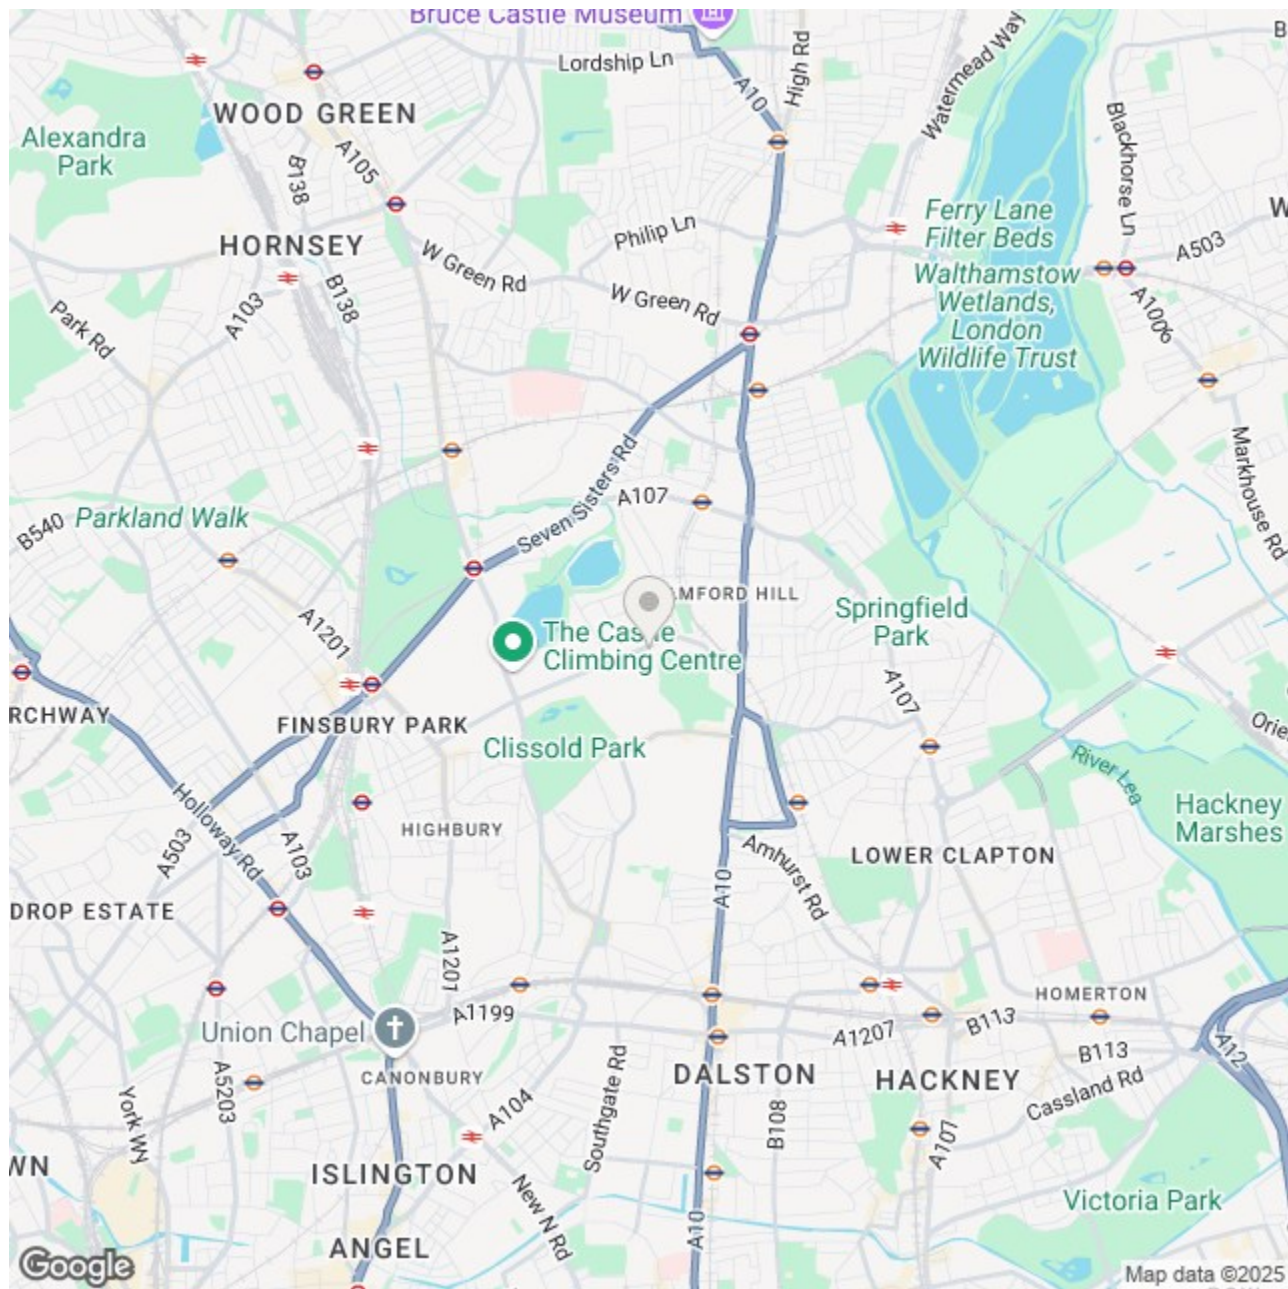 Bruce Castle Museum
Lordship Ln
High Rd
Watermead Way
B
A10
WOOD GREEN
Alexandra
Park
B138
A105
Blackhorse Ln
Ferry Lane
Filter Beds
Philip Ln
W
HORNSEY
A503
W Green Rd
Walthamstow
Wetlands,
London
Wildlife Trust
B138
A103
W Green Rd
A1006
Park Rd
Markhouse Rd
Seven Sisters Rd
A107
Parkland Walk
B540
AMFORD HILL
Springfield
Park
A1201
The Castle
Climbing Centre
A107
RCHWAY
FINSBURY PARK
Clissold Park
Orie
River Lea
Holloway Rd
Hackney
Marshes
HIGHBURY
A503
A103
Amhurst Rd
LOWER CLAPTON
A10
DROP ESTATE
A1201
HOMERTON
A1199
Union Chapel
A1207
B113
B113
A12
CANONBURY
DALSTON
HACKNEY
A5203
Southgate Rd
Cassland Rd
York Wy
A104
B108
A107
WN
ISLINGTON
New N Rd
Victoria Park
A10
ANGEL
Google
Map data ©2025